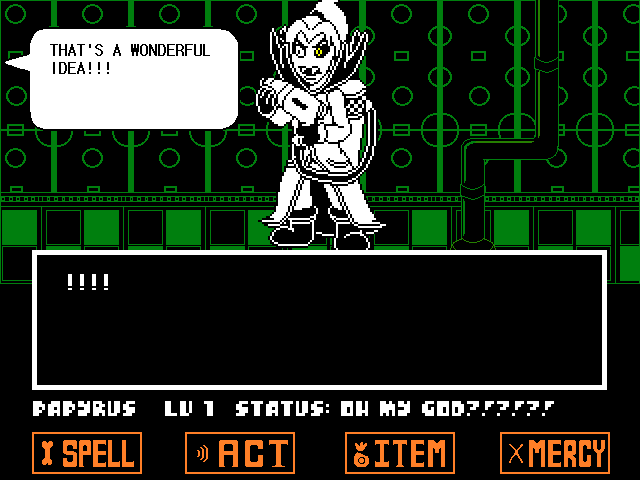 THAT'S A WONDERFUL
IDEA!!!
!!!!
PAPYRUS LV 1 STATUS: OH MY GOD?!?!?!
SPELL ACT ITEM MERCY